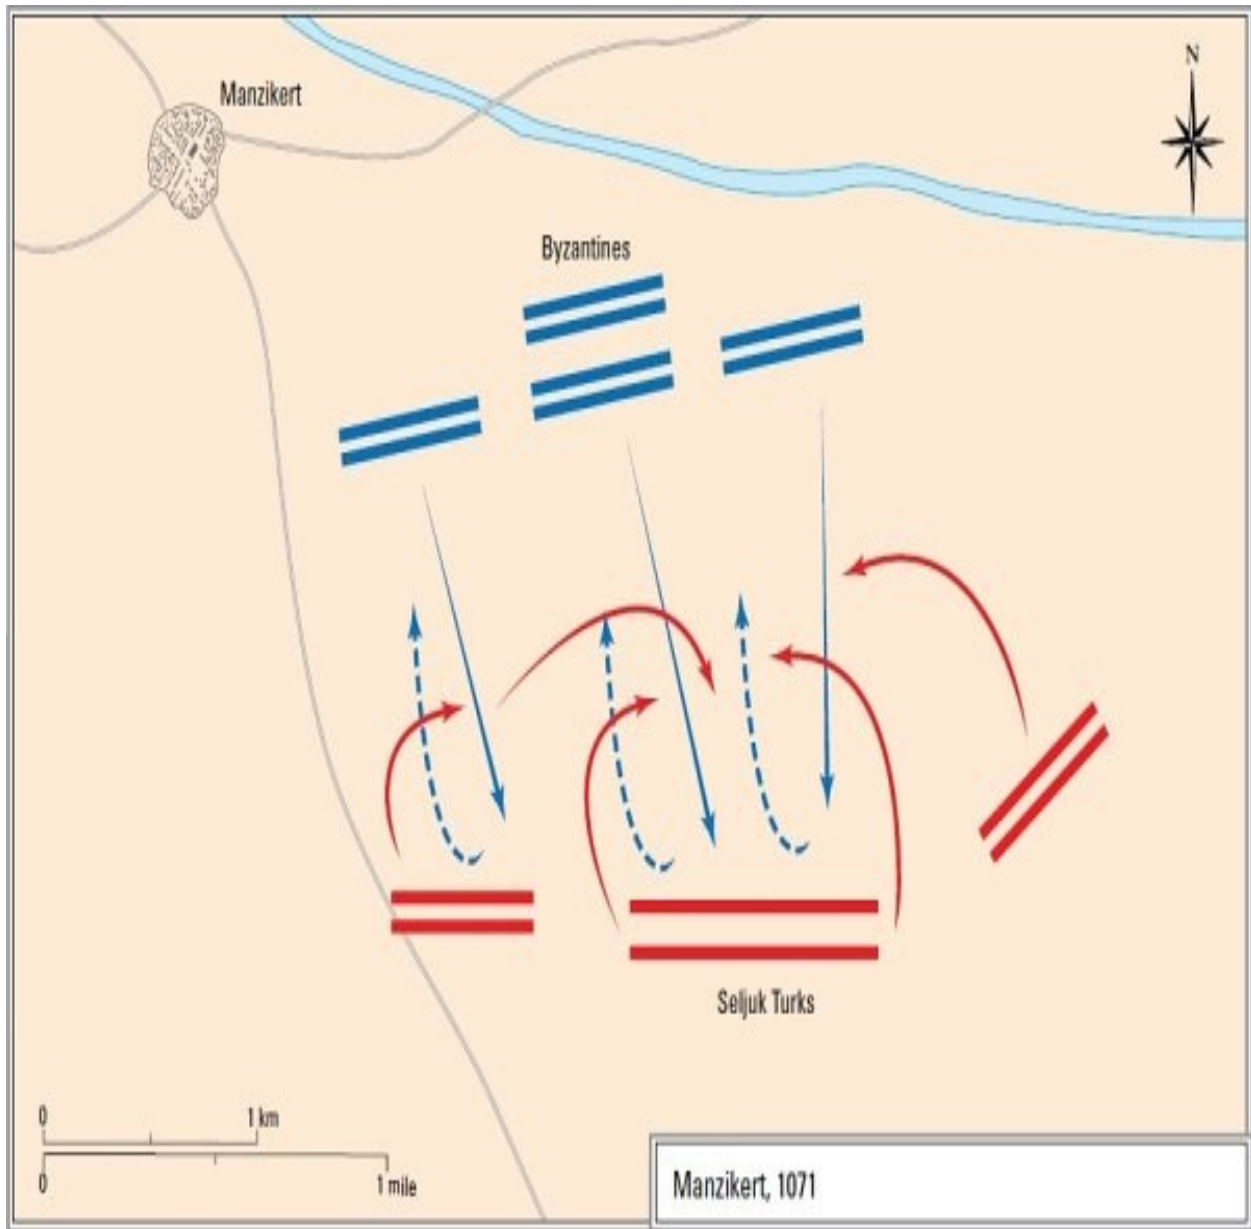 N
Manzikert
Byzantines
Seljuk Turks
0 1 km
0 1 mile
Manzikert, 1071